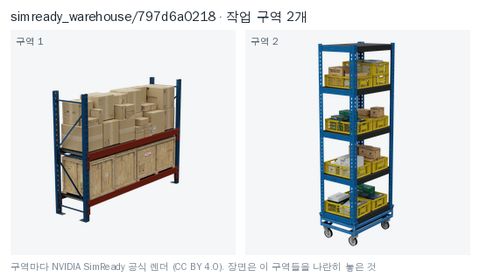 simready_warehouse/797d6a0218 · 작업 구역 2개
구역 1
구역 2
구역마다 NVIDIA SimReady 공식 렌더 (CC BY 4.0). 장면은 이 구역들을 나란히 놓은 것